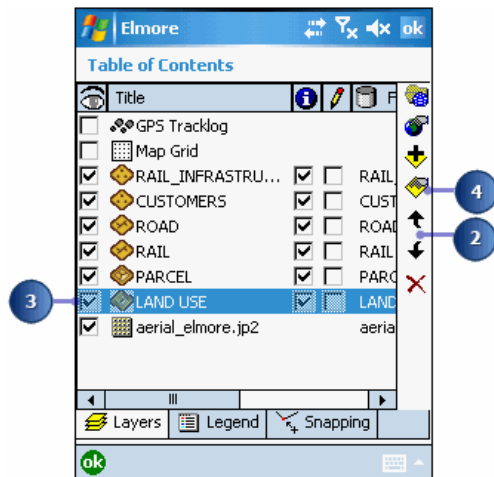 Elmore ok
Table of Contents
Title F
GPS Tracklog
Map Grid
RAIL_INFRASTRU... RAIL
CUSTOMERS CUST
ROAD ROAD
RAIL RAIL
PARCEL PARC
LAND USE LAND
aerial_elmore.jp2 aeria
4
2
3
Layers Legend Snapping
ok